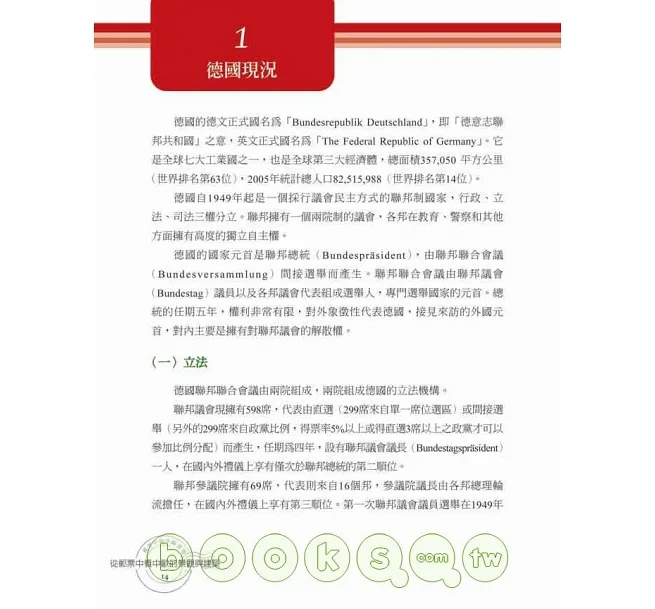 1
德國現況
德國的德文正式國名為「Bundesrepublik Deutschland」，即「德意志聯
邦共和國」之意，英文正式國名為「The Federal Republic of Germany」。它
是全球七大工業國之一，也是全球第三大經濟體，總面積357,050 平方公里
（世界排名第63位），2005年統計總人口82,515,988（世界排名第14位）。
德國自1949年起是一個採行議會民主方式的聯邦制國家，行政、立
法、司法三權分立。聯邦擁有一個兩院制的議會，各邦在教育、警察和其他
方面擁有高度的獨立自主權。
德國的國家元首是聯邦總統（Bundespräsident），由聯邦聯合會議
（Bundesversammlung）間接選舉而產生。聯邦聯合會議由聯邦議會
（Bundestag）議員以及各邦議會代表組成選舉人，專門選舉國家的元首。總
統的任期五年，權利非常有限，對外象徵性代表德國，接見來訪的外國元
首，對內主要是擁有對聯邦議會的解散權。
（一）立法
德國聯邦聯合會議由兩院組成，兩院組成德國的立法機構。
聯邦議會現擁有598席，代表由直選（299席來自單一席位選區）或間接選
舉（另外的299席來自政黨比例，得票率5%以上或得直選3席以上之政黨才可以
參加比例分配）而產生，任期為四年，設有聯邦議會議長（Bundestagspräsident）
一人，在國內外禮儀上享有僅次於聯邦總統的第二順位。
聯邦參議院擁有69席，代表則來自16個邦，參議院議長由各邦總理輪
流擔任，在國內外禮儀上享有第三順位。第一次聯邦議會議員選舉在1949年
從郵票中看中歐的景觀與建築
14
books.com.tw